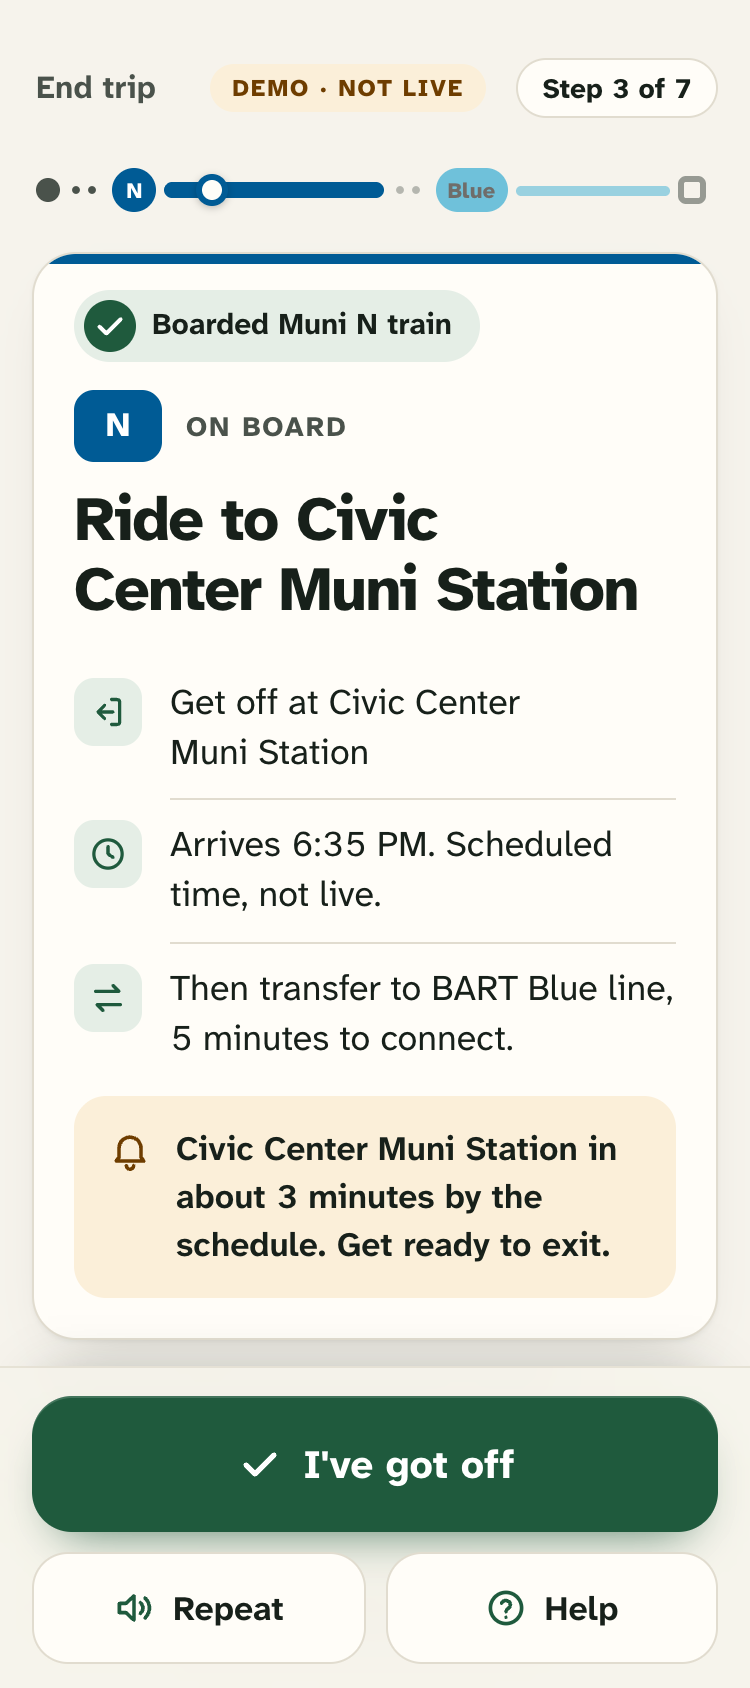 End trip
DEMO · NOT LIVE
Step 3 of 7
N
Blue
Boarded Muni N train
N
ON BOARD
Ride to Civic
Center Muni Station
Get off at Civic Center
Muni Station
Arrives 6:35 PM. Scheduled
time, not live.
Then transfer to BART Blue line,
5 minutes to connect.
Civic Center Muni Station in
about 3 minutes by the
schedule. Get ready to exit.
I've got off
Repeat
Help